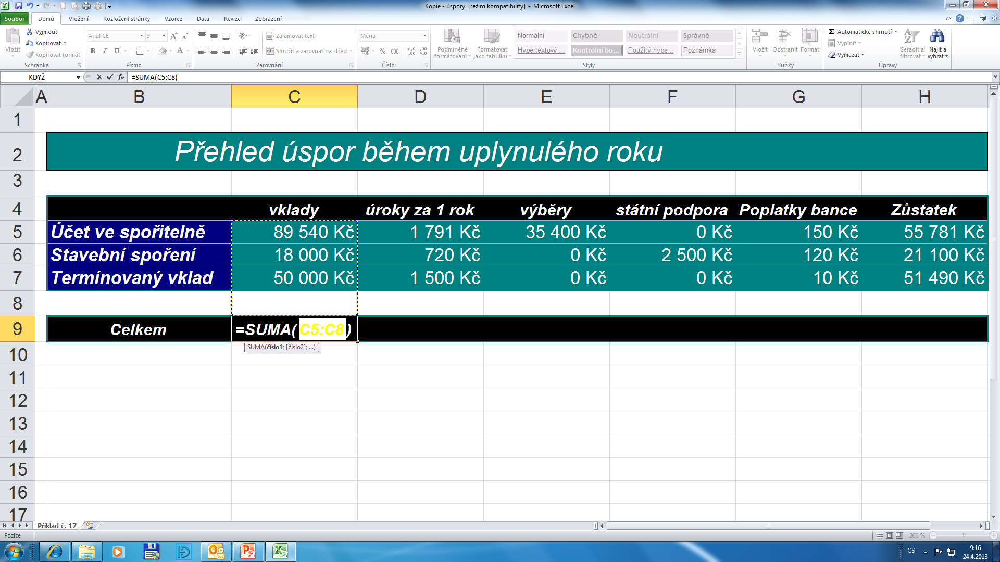 Kopie - úspory  [režim kompatibility]  -  Microsoft Excel
Soubor Domů Vložení Rozložení stránky Vzorce Data Revize Zobrazení
Vložit
Vyjmout
Kopírovat
Kopírovat formát
Schránka
Arial CE 9
B I U A
Písmo
Zalamovat text
Sloučit a zarovnat na střed
Zarovnání
Měna
% 000
Číslo
Podmíněné formátování
Formátovat jako tabulku
Normální Chybně Neutrální Správně
Hypertextový ... Kontrolní bu... Použitý hype... Poznámka
Styly
Vložit Odstranit Formát
Buňky
Σ Automatické shrnutí
Vyplnit
Vymazat
Seřadit a filtrovat
Najít a vybrat
Úpravy
KDYŽ fx =SUMA(C5:C8)
A B C D E F G H
1
2 Přehled úspor během uplynulého roku
3
4 vklady úroky za 1 rok výběry státní podpora Poplatky bance Zůstatek
5 Účet ve spořitelně 89 540 Kč 1 791 Kč 35 400 Kč 0 Kč 150 Kč 55 781 Kč
6 Stavební spoření 18 000 Kč 720 Kč 0 Kč 2 500 Kč 120 Kč 21 100 Kč
7 Termínovaný vklad 50 000 Kč 1 500 Kč 0 Kč 0 Kč 10 Kč 51 490 Kč
8
9 Celkem =SUMA(C5:C8)
SUMA(číslo1; [číslo2]; ...)
10
11
12
13
14
15
16
17
Příklad č. 17
Pozice 260 %
CS 9:16
24.4.2013